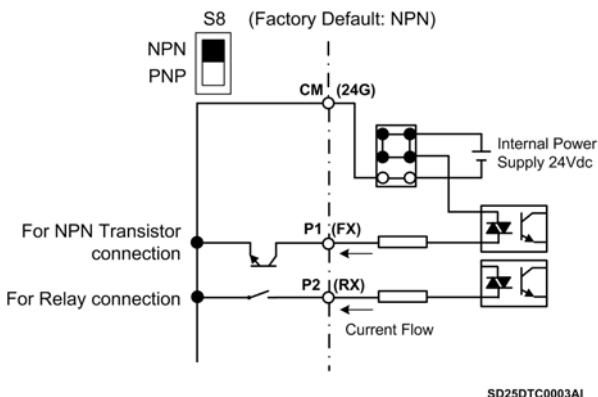 S8 (Factory Default: NPN)
NPN
PNP
CM (24G)
Internal Power
Supply 24Vdc
For NPN Transistor
connection
P1 (FX)
For Relay connection
P2 (RX)
Current Flow
SD25DTC0003AI